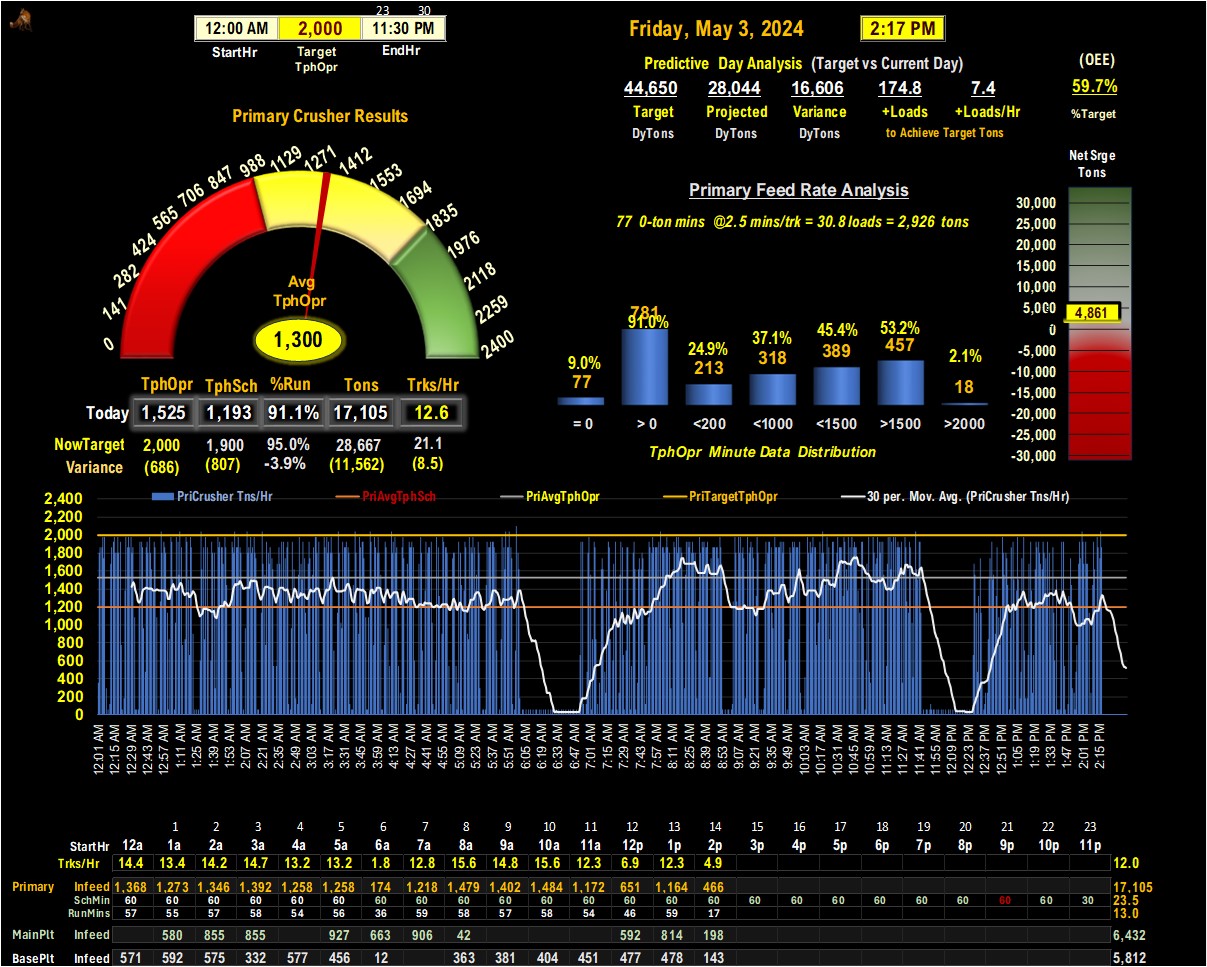 23 30
12:00 AM 2,000 11:30 PM
StartHr Target TphOpr EndHr
Friday, May 3, 2024 2:17 PM
Predictive Day Analysis (Target vs Current Day)
44,650 28,044 16,606 174.8 7.4
Target Projected Variance +Loads +Loads/Hr
DyTons DyTons DyTons to Achieve Target Tons
(OEE)
59.7%
%Target
Primary Crusher Results
0 141 282 424 565 706 847 988 1129 1271 1412 1553 1694 1835 1976 2118 2259 2400
Avg
TphOpr
1,300
TphOpr TphSch %Run Tons Trks/Hr
Today 1,525 1,193 91.1% 17,105 12.6
NowTarget 2,000 1,900 95.0% 28,667 21.1
Variance (686) (807) -3.9% (11,562) (8.5)
Primary Feed Rate Analysis
77 0-ton mins @2.5 mins/trk = 30.8 loads = 2,926 tons
9.0% 91.0% 24.9% 37.1% 45.4% 53.2% 2.1%
77 781 213 318 389 457 18
= 0 > 0 <200 <1000 <1500 >1500 >2000
TphOpr Minute Data Distribution
Net Srge
Tons
30,000
25,000
20,000
15,000
10,000
5,000
4,861
0
-5,000
-10,000
-15,000
-20,000
-25,000
-30,000
PriCrusher Tns/Hr PriAvgTphSch PriAvgTphOpr PriTargetTphOpr 30 per. Mov. Avg. (PriCrusher Tns/Hr)
2,400
2,200
2,000
1,800
1,600
1,400
1,200
1,000
800
600
400
200
0
12:01 AM 12:15 AM 12:29 AM 12:43 AM 12:57 AM 1:11 AM 1:25 AM 1:39 AM 1:53 AM 2:07 AM 2:21 AM 2:35 AM 2:49 AM 3:03 AM 3:17 AM 3:31 AM 3:45 AM 3:59 AM 4:13 AM 4:27 AM 4:41 AM 4:55 AM 5:09 AM 5:23 AM 5:37 AM 5:51 AM 6:05 AM 6:19 AM 6:33 AM 6:47 AM 7:01 AM 7:15 AM 7:29 AM 7:43 AM 7:57 AM 8:11 AM 8:25 AM 8:39 AM 8:53 AM 9:07 AM 9:21 AM 9:35 AM 9:49 AM 10:03 AM 10:17 AM 10:31 AM 10:45 AM 10:59 AM 11:13 AM 11:27 AM 11:41 AM 11:55 AM 12:09 PM 12:23 PM 12:37 PM 12:51 PM 1:05 PM 1:19 PM 1:33 PM 1:47 PM 2:01 PM 2:15 PM
1 2 3 4 5 6 7 8 9 10 11 12 13 14 15 16 17 18 19 20 21 22 23
StartHr 12a 1a 2a 3a 4a 5a 6a 7a 8a 9a 10a 11a 12p 1p 2p 3p 4p 5p 6p 7p 8p 9p 10p 11p
Trks/Hr 14.4 13.4 14.2 14.7 13.2 13.2 1.8 12.8 15.6 14.8 15.6 12.3 6.9 12.3 4.9 12.0
Primary Infeed 1,368 1,273 1,346 1,392 1,258 1,258 174 1,218 1,479 1,402 1,484 1,172 651 1,164 466 17,105
SchMin 60 60 60 60 60 60 60 60 60 60 60 60 60 60 60 60 60 60 60 60 60 60 60 30 23.5
RunMins 57 55 57 58 54 56 36 59 58 57 58 54 46 59 17 13.0
MainPlt Infeed 580 855 855 927 663 906 42 592 814 198 6,432
BasePlt Infeed 571 592 575 332 577 456 12 363 381 404 451 477 478 143 5,812